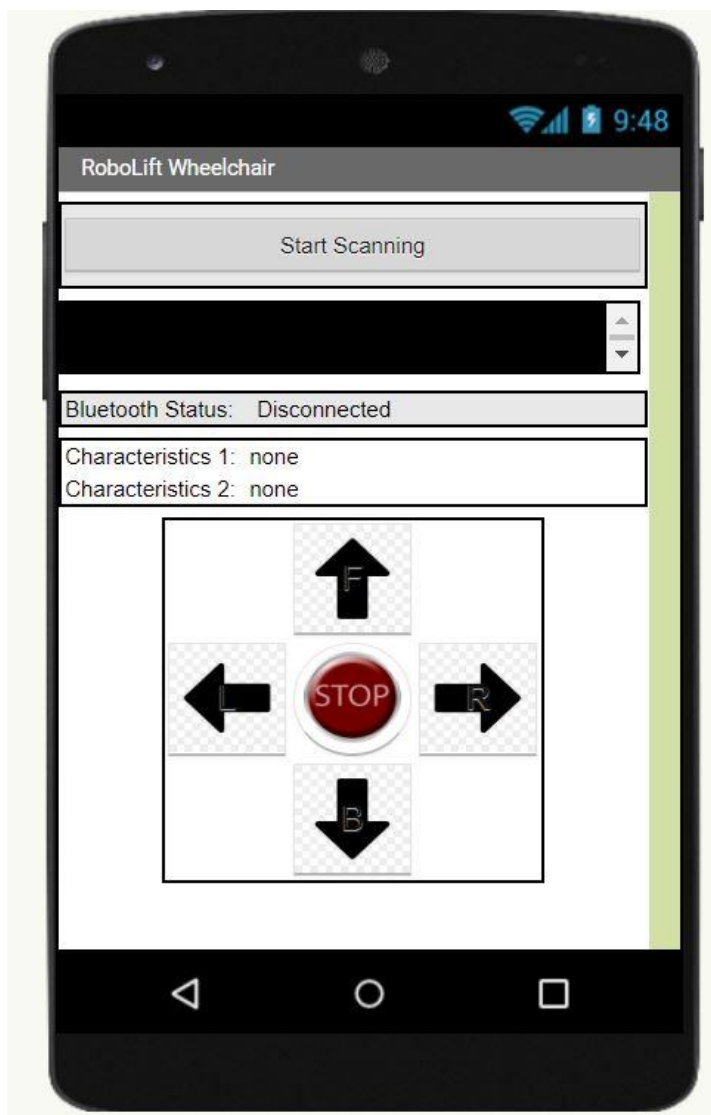 9:48
RoboLift Wheelchair
Start Scanning
Bluetooth Status: Disconnected
Characteristics 1: none
Characteristics 2: none
F
L STOP R
B